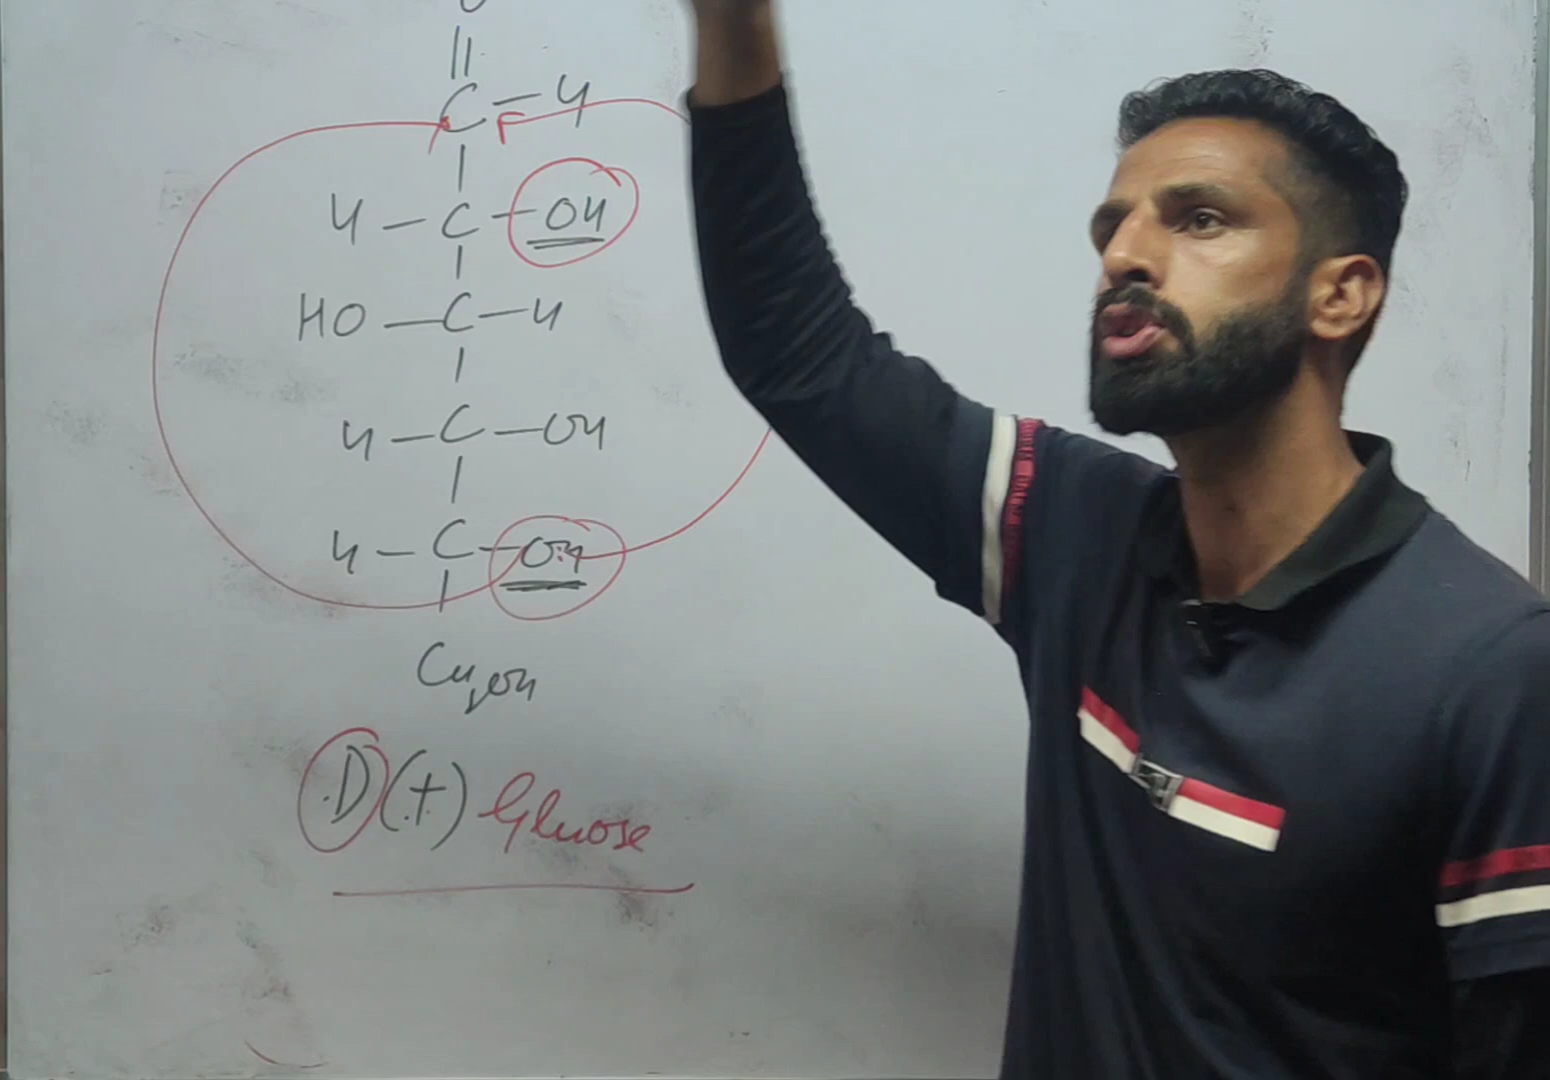 O
||
C – H
H – C – OH
HO – C – H
H – C – OH
H – C – OH
CH₂OH
D(+) Glucose